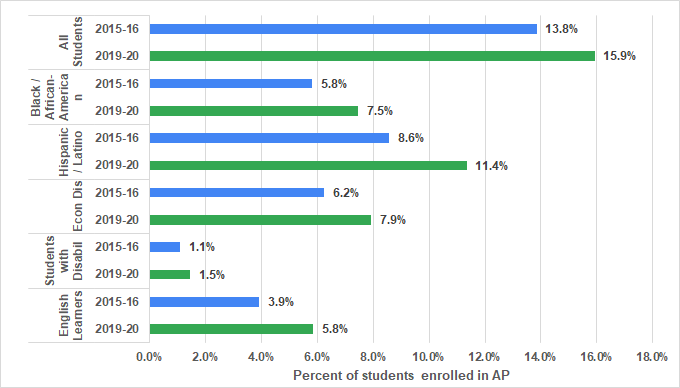 All
Students
2015-16
13.8%
2019-20
15.9%
Black /
African-
America
n
2015-16
5.8%
2019-20
7.5%
Hispanic
/ Latino
2015-16
8.6%
2019-20
11.4%
Econ Dis
2015-16
6.2%
2019-20
7.9%
Students
with
Disabil
2015-16
1.1%
2019-20
1.5%
English
Learners
2015-16
3.9%
2019-20
5.8%
0.0% 2.0% 4.0% 6.0% 8.0% 10.0% 12.0% 14.0% 16.0% 18.0%
Percent of students enrolled in AP